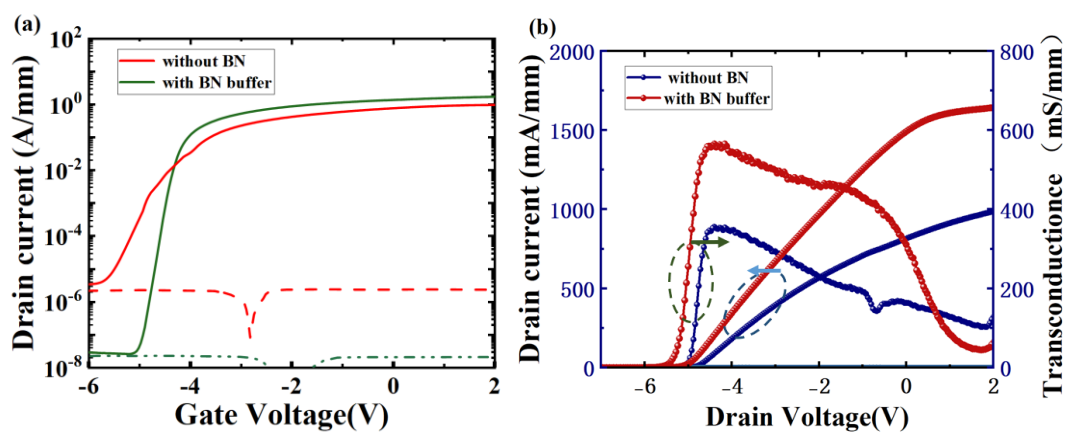 (a)
Drain current (A/mm)
10²
10⁰
10⁻²
10⁻⁴
10⁻⁶
10⁻⁸
without BN
with BN buffer
-6 -4 -2 0 2
Gate Voltage(V)
(b)
Drain current (mA/mm)
2000
1500
1000
500
0
without BN
with BN buffer
-6 -4 -2 0 2
Drain Voltage(V)
800
600
400
200
0
Transconductionce (mS/mm)